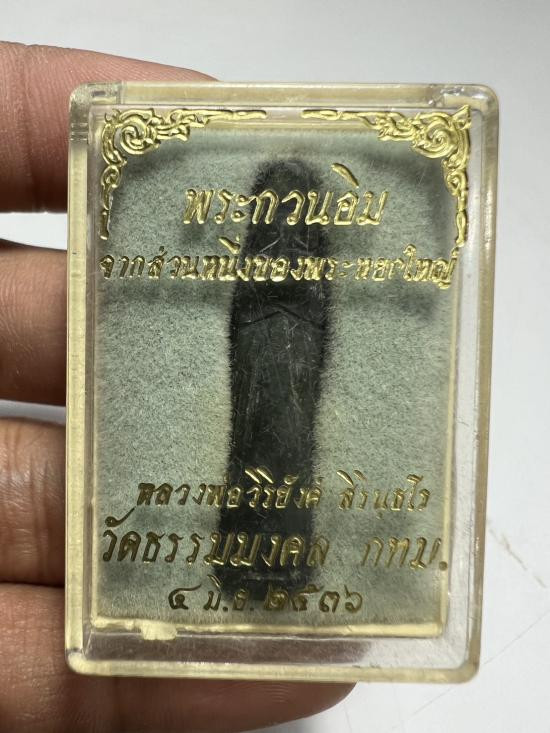 พระกวนอิม
จากส่วนหนึ่งของพระหยกใหญ่
หลวงพ่อวิริยังค์ สิรินฺธโร
วัดธรรมมงคล กทม.
๔ มิ.ย. ๒๕๓๖